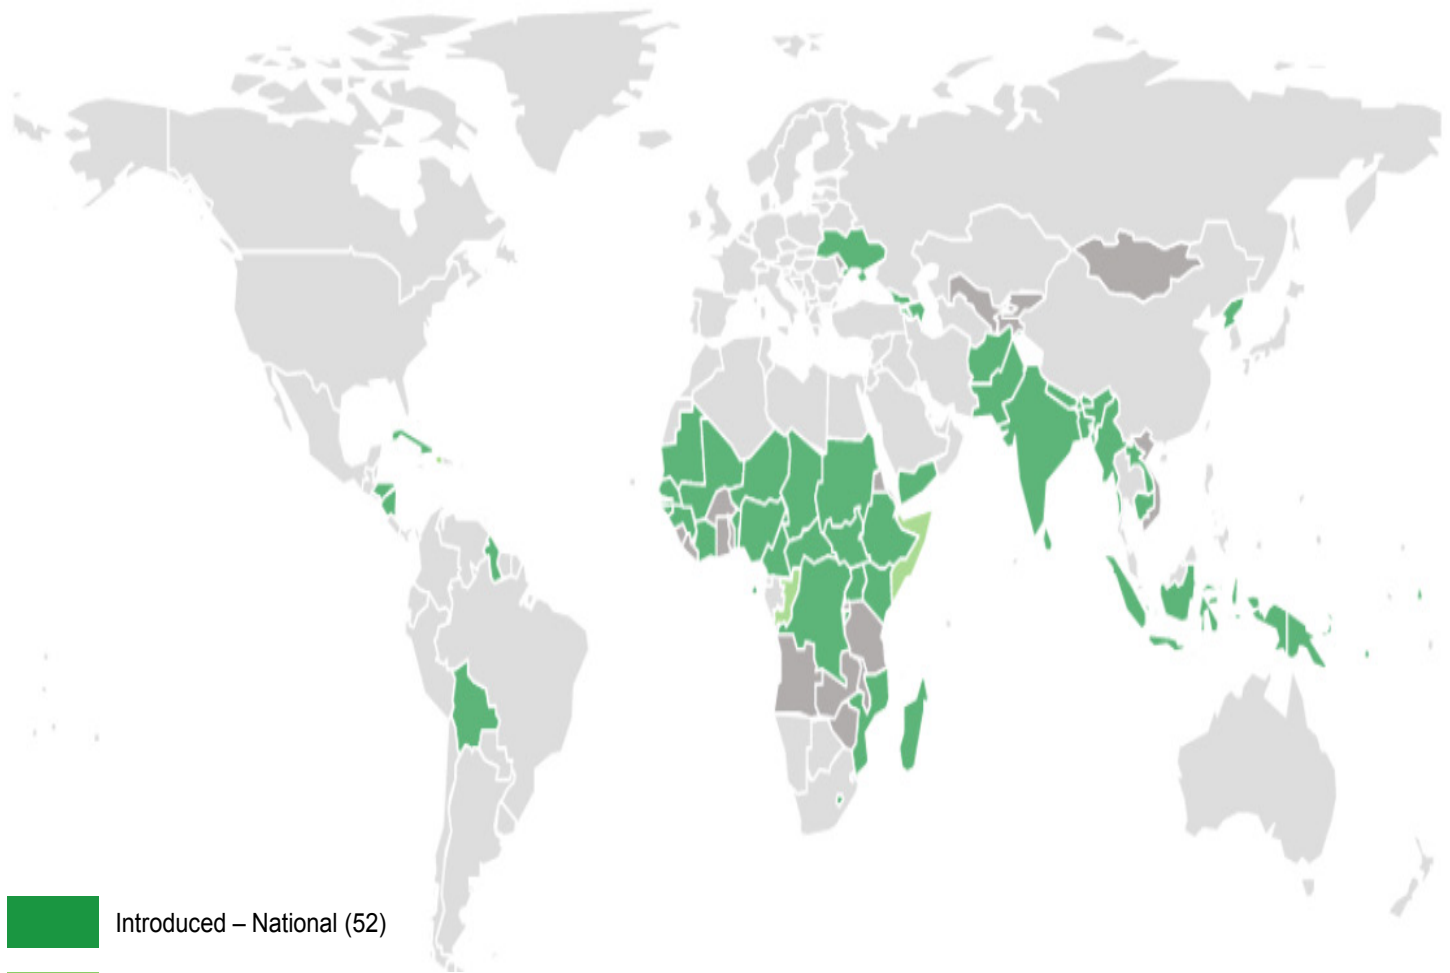 Introduced – National (52)